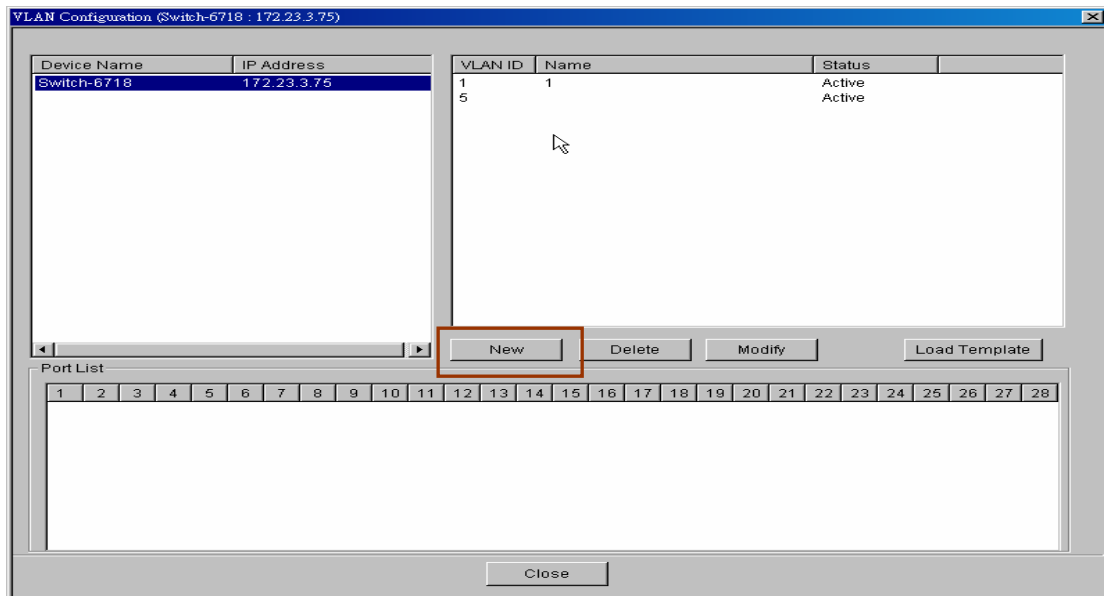 VLAN Configuration (Switch-6718 : 172.23.3.75)
Device Name IP Address
Switch-6718 172.23.3.75
VLAN ID Name Status
1 1 Active
5 Active
New Delete Modify Load Template
Port List
1 2 3 4 5 6 7 8 9 10 11 12 13 14 15 16 17 18 19 20 21 22 23 24 25 26 27 28
Close